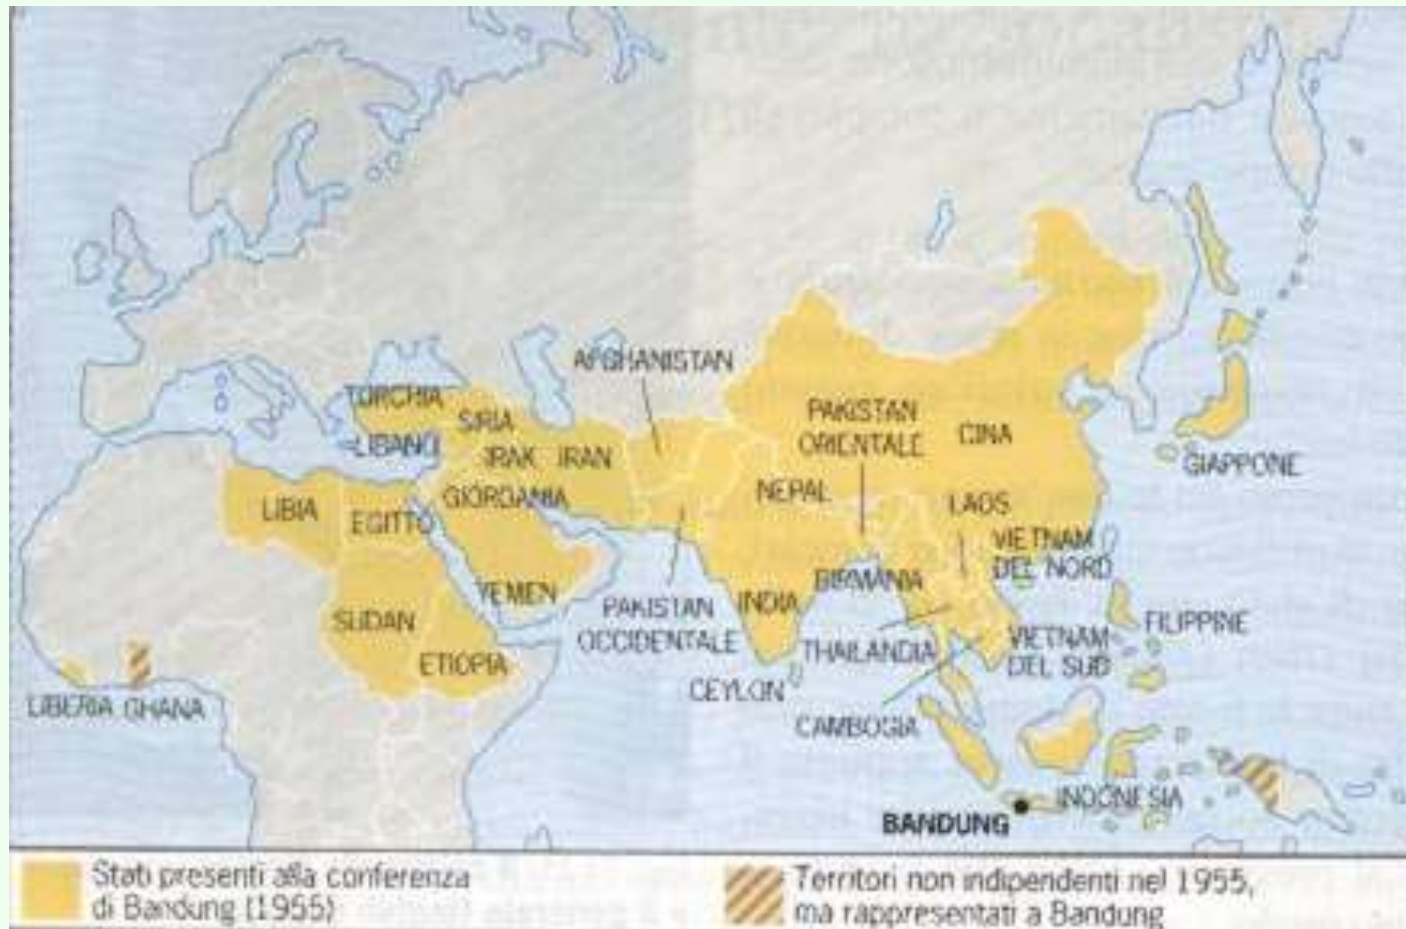 AFGHANISTAN
TURCHIA
SIRIA
PAKISTAN
ORIENTALE
CINA
LIBANO
IRAK
IRAN
GIAPPONE
GIORDANIA
NEPAL
LAOS
LIBIA
EGITTO
VIETNAM
DEL NORD
BIRMANIA
YEMEN
PAKISTAN
OCCIDENTALE
INDIA
SUDAN
FILIPPINE
THAILANDIA
VIETNAM
DEL SUD
ETIOPIA
CEYLON
LIBERIA
GHANA
CAMBOGIA
INDONESIA
BANDUNG
Stati presenti alla conferenza
di Bandung (1955)
Territori non indipendenti nel 1955,
ma rappresentati a Bandung